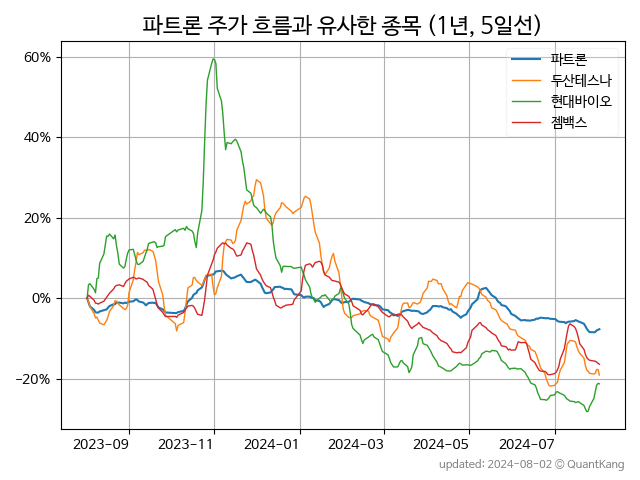 파트론 주가 흐름과 유사한 종목 (1년, 5일선)
파트론
두산테스나
현대바이오
젬백스
60%
40%
20%
0%
−20%
2023-09 2023-11 2024-01 2024-03 2024-05 2024-07
updated: 2024-08-02 © QuantKang